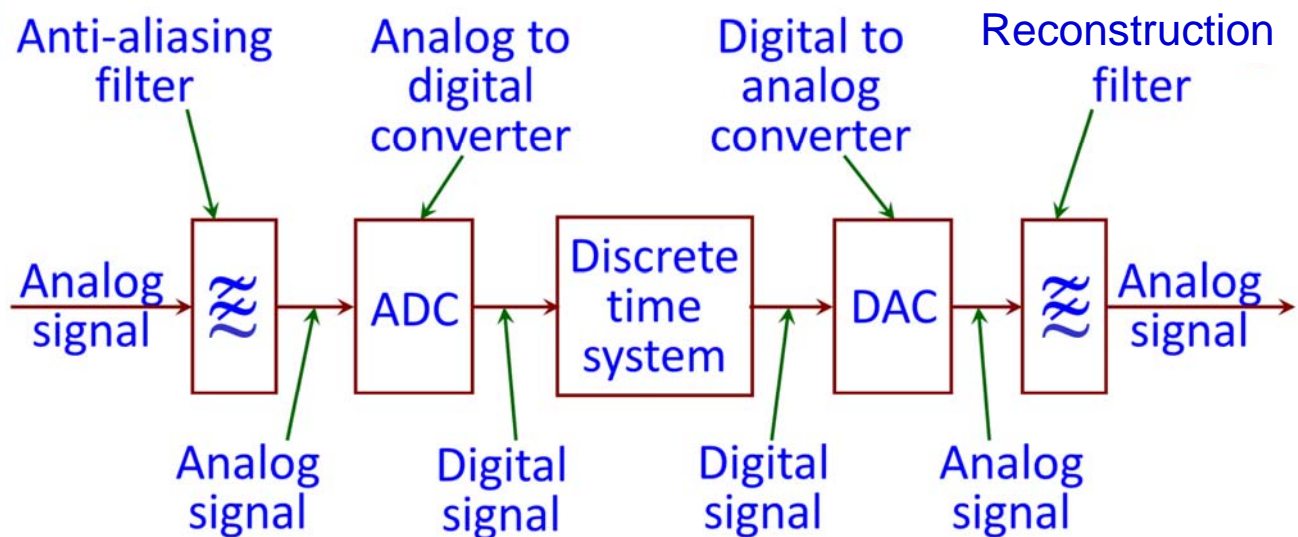 Anti-aliasing
filter
Analog to
digital
converter
Digital to
analog
converter
Reconstruction
filter
Analog
signal
ADC
Discrete
time
system
DAC
Analog
signal
Analog
signal
Digital
signal
Digital
signal
Analog
signal